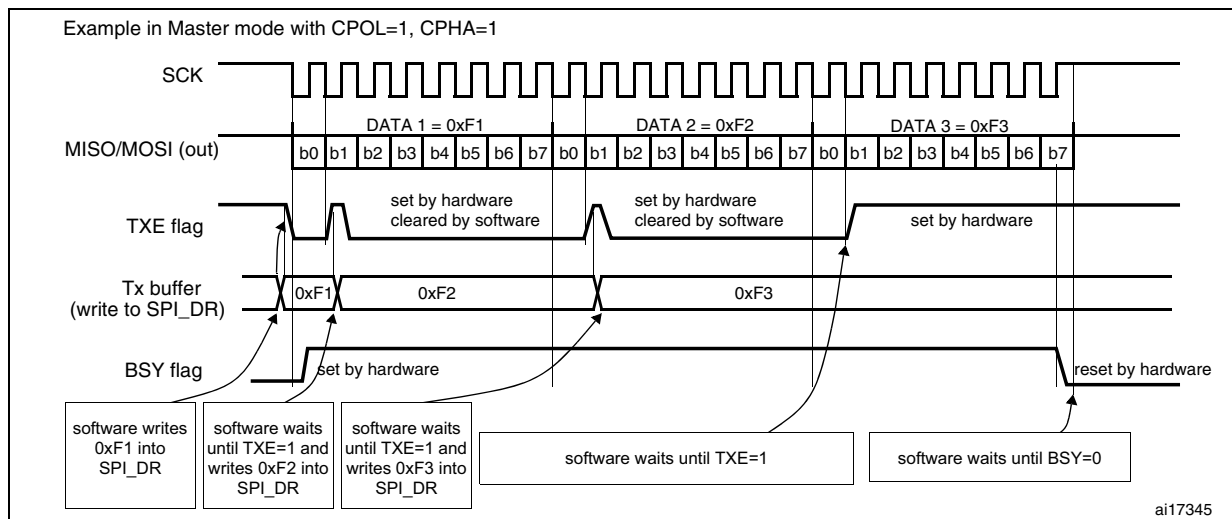 Example in Master mode with CPOL=1, CPHA=1
SCK
DATA 1 = 0xF1
DATA 2 = 0xF2
DATA 3 = 0xF3
MISO/MOSI (out)
b0 b1 b2 b3 b4 b5 b6 b7 b0 b1 b2 b3 b4 b5 b6 b7 b0 b1 b2 b3 b4 b5 b6 b7
TXE flag
set by hardware
cleared by software
set by hardware
cleared by software
set by hardware
Tx buffer
(write to SPI_DR)
0xF1
0xF2
0xF3
BSY flag
set by hardware
reset by hardware
software writes
0xF1 into
SPI_DR
software waits
until TXE=1 and
writes 0xF2 into
SPI_DR
software waits
until TXE=1 and
writes 0xF3 into
SPI_DR
software waits until TXE=1
software waits until BSY=0
ai17345